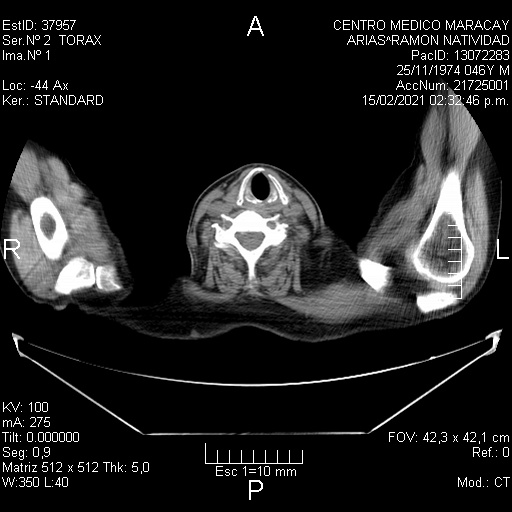 EstID: 37957
Ser.Nº 2 TORAX
Ima.Nº 1
Loc: -44 Ax
Ker.: STANDARD
A
CENTRO MEDICO MARACAY
ARIAS^RAMON NATIVIDAD
PacID: 13072283
25/11/1974 046Y M
AccNum: 21725001
15/02/2021 02:32:46 p.m.
R
L
KV: 100
mA: 275
Tilt: 0.000000
Seg: 0,9
Matriz 512 x 512 Thk: 5,0
W:350 L:40
Esc 1=10 mm
P
FOV: 42,3 x 42,1 cm
Ref.: 0
Mod.: CT